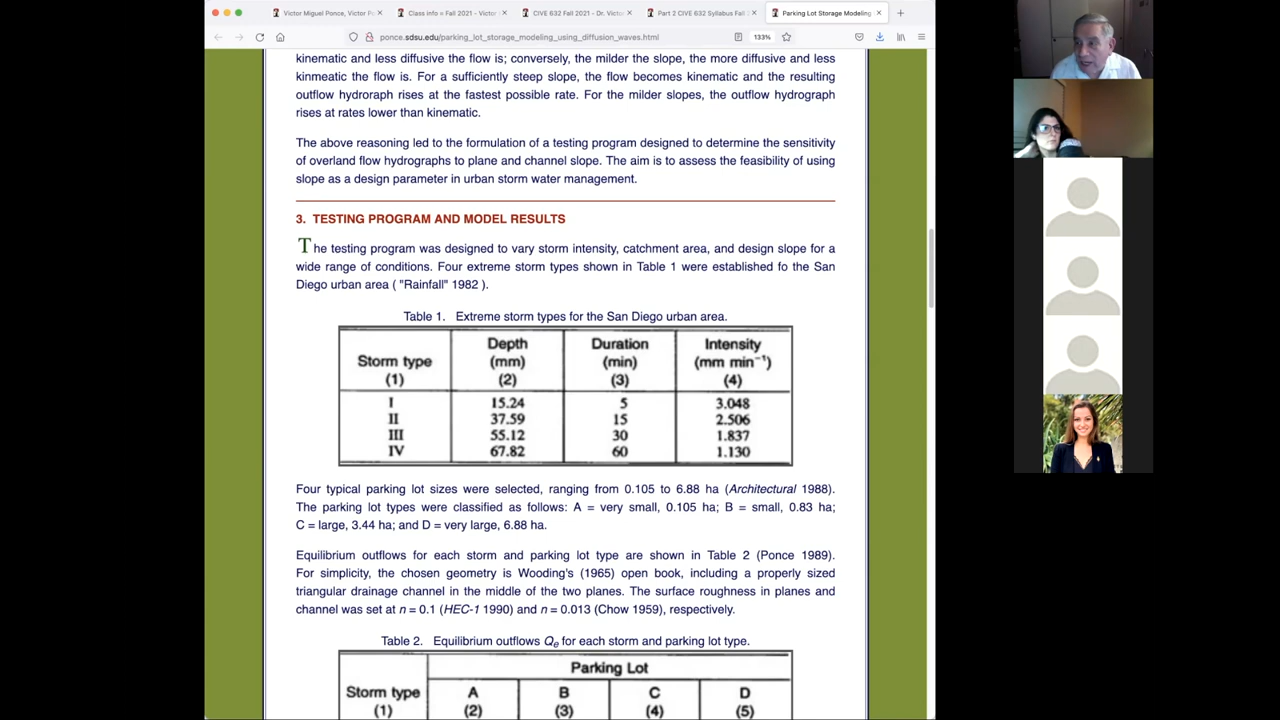 Victor Miguel Ponce, Victor P
Class info = Fall 2021 - Victor
CIVE 632 Fall 2021 - Dr. Victor
Part 2 CIVE 632 Syllabus Fall
Parking Lot Storage Modeling
ponce.sdsu.edu/parking_lot_storage_modeling_using_diffusion_waves.html
133%
kinematic and less diffusive the flow is; conversely, the milder the slope, the more diffusive and less
kinmeatic the flow is. For a sufficiently steep slope, the flow becomes kinematic and the resulting
outflow hydroraph rises at the fastest possible rate. For the milder slopes, the outflow hydrograph
rises at rates lower than kinematic.
The above reasoning led to the formulation of a testing program designed to determine the sensitivity
of overland flow hydrographs to plane and channel slope. The aim is to assess the feasibility of using
slope as a design parameter in urban storm water management.
3. TESTING PROGRAM AND MODEL RESULTS
The testing program was designed to vary storm intensity, catchment area, and design slope for a
wide range of conditions. Four extreme storm types shown in Table 1 were established fo the San
Diego urban area ( "Rainfall" 1982 ).
Table 1. Extreme storm types for the San Diego urban area.
Storm type (1) Depth (mm) (2) Duration (min) (3) Intensity (mm min⁻¹) (4)
I 15.24 5 3.048
II 37.59 15 2.506
III 55.12 30 1.837
IV 67.82 60 1.130
Four typical parking lot sizes were selected, ranging from 0.105 to 6.88 ha (Architectural 1988).
The parking lot types were classified as follows: A = very small, 0.105 ha; B = small, 0.83 ha;
C = large, 3.44 ha; and D = very large, 6.88 ha.
Equilibrium outflows for each storm and parking lot type are shown in Table 2 (Ponce 1989).
For simplicity, the chosen geometry is Wooding's (1965) open book, including a properly sized
triangular drainage channel in the middle of the two planes. The surface roughness in planes and
channel was set at n = 0.1 (HEC-1 1990) and n = 0.013 (Chow 1959), respectively.
Table 2. Equilibrium outflows Qe for each storm and parking lot type.
Parking Lot
Storm type A B C D
(1) (2) (3) (4) (5)